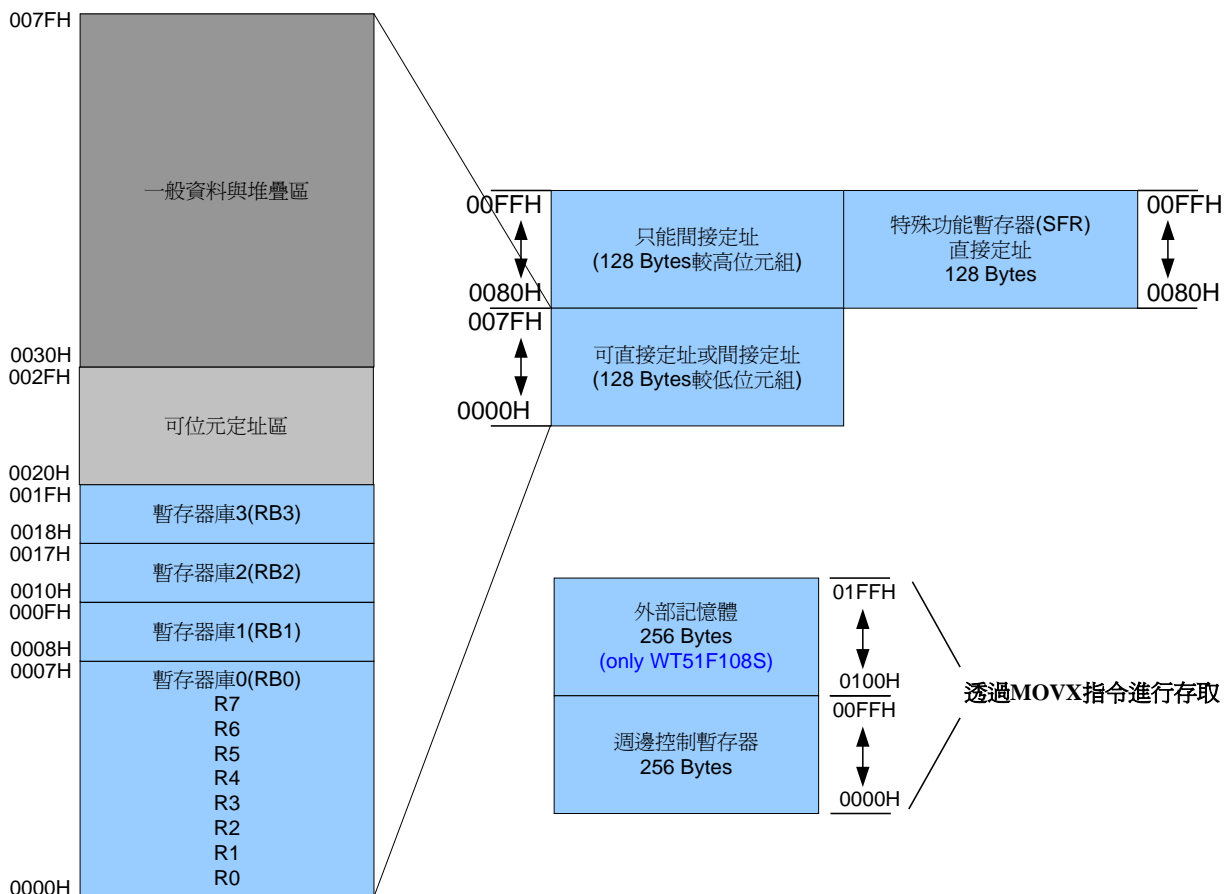 007FH
一般資料與堆疊區
0030H
002FH
可位元定址區
0020H
001FH
暫存器庫3(RB3)
0018H
0017H
暫存器庫2(RB2)
0010H
000FH
暫存器庫1(RB1)
0008H
0007H
暫存器庫0(RB0)
R7
R6
R5
R4
R3
R2
R1
R0
0000H
00FFH
0080H
只能間接定址
(128 Bytes較高位元組)
特殊功能暫存器(SFR)
直接定址
128 Bytes
00FFH
0080H
007FH
0000H
可直接定址或間接定址
(128 Bytes較低位元組)
外部記憶體
256 Bytes
(only WT51F108S)
01FFH
0100H
週邊控制暫存器
256 Bytes
00FFH
0000H
透過MOVX指令進行存取